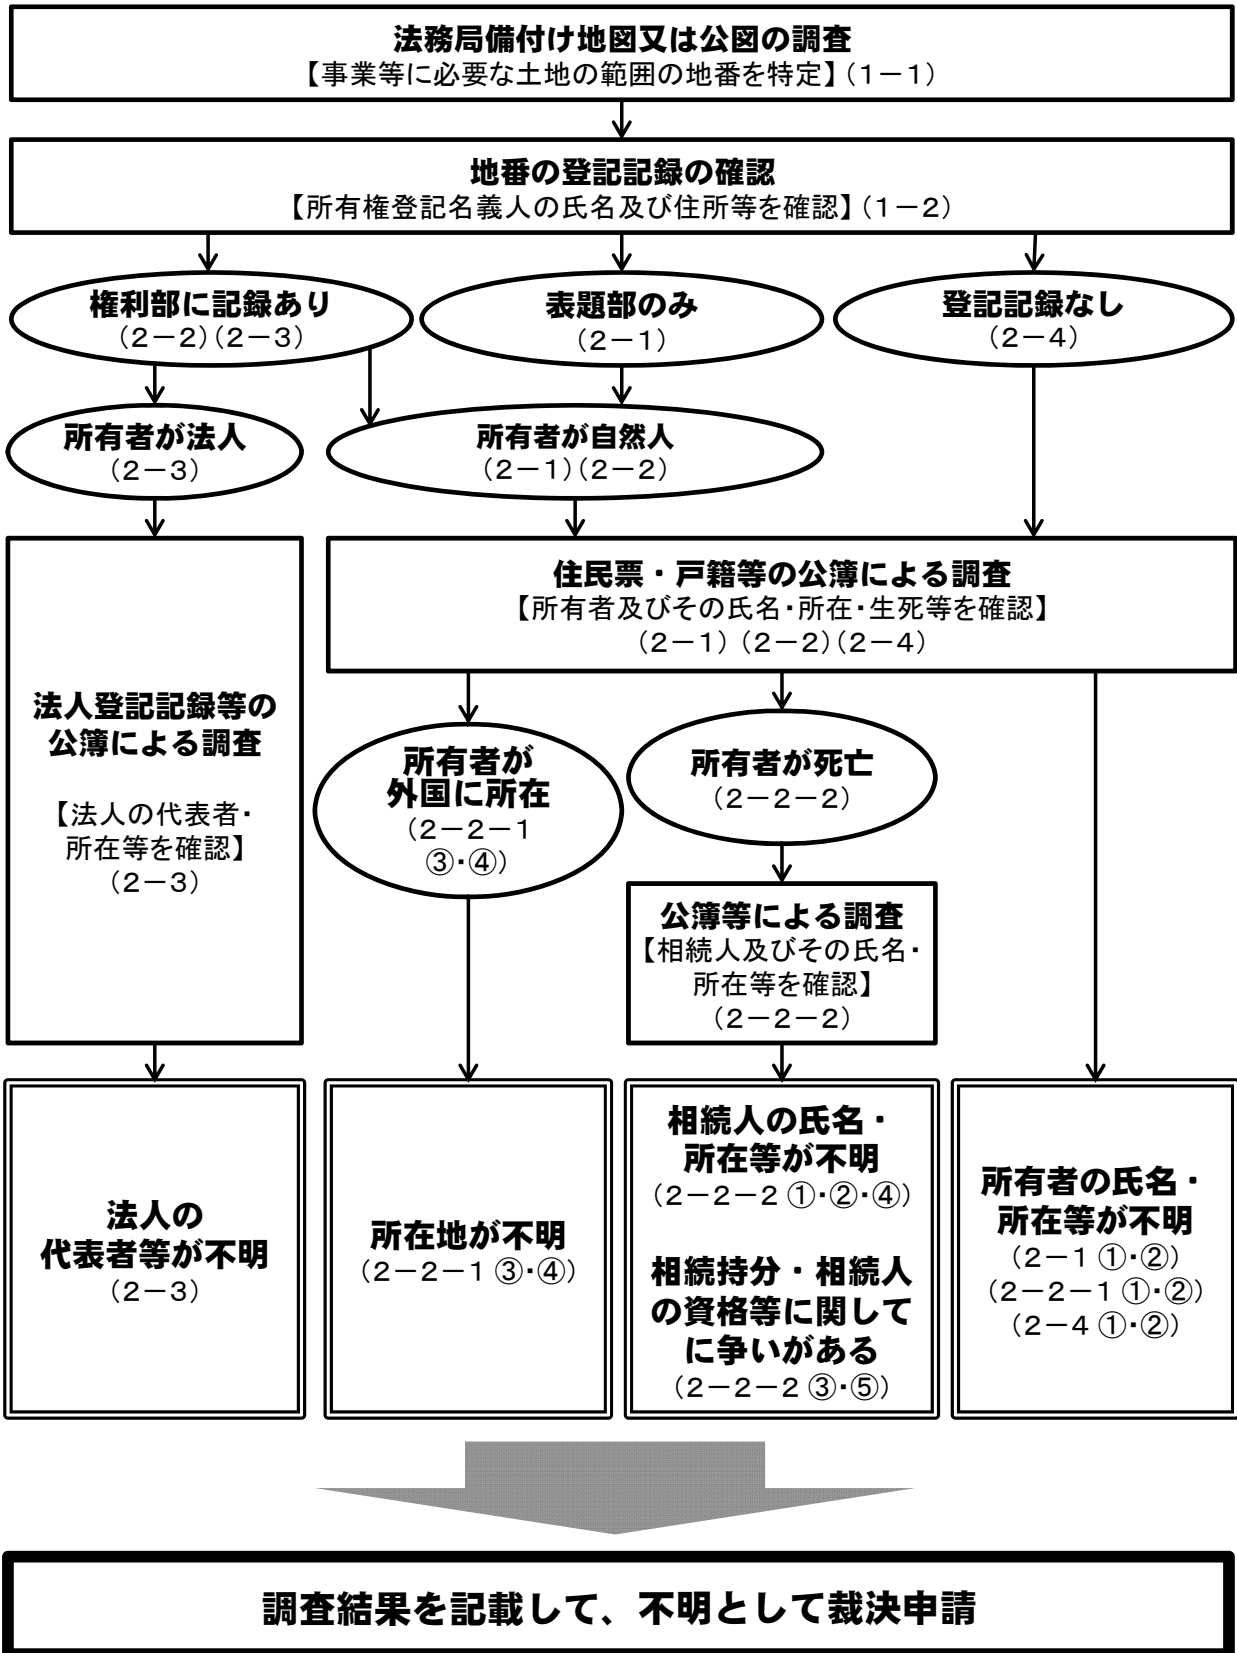 法務局備付け地図又は公図の調査
【事業等に必要な土地の範囲の地番を特定】(1－1)
地番の登記記録の確認
【所有権登記名義人の氏名及び住所等を確認】(1－2)
権利部に記録あり
(2－2)(2－3)
表題部のみ
(2－1)
登記記録なし
(2－4)
所有者が法人
(2－3)
所有者が自然人
(2－1)(2－2)
住民票・戸籍等の公簿による調査
【所有者及びその氏名・所在・生死等を確認】
(2－1) (2－2)(2－4)
法人登記記録等の
公簿による調査
【法人の代表者・
所在等を確認】
(2－3)
所有者が
外国に所在
(2－2－1
③・④)
所有者が死亡
(2－2－2)
公簿等による調査
【相続人及びその氏名・
所在等を確認】
(2－2－2)
法人の
代表者等が不明
(2－3)
所在地が不明
(2－2－1 ③・④)
相続人の氏名・
所在等が不明
(2－2－2 ①・②・④)
相続持分・相続人
の資格等に関して
に争いがある
(2－2－2 ③・⑤)
所有者の氏名・
所在等が不明
(2－1 ①・②)
(2－2－1 ①・②)
(2－4 ①・②)
調査結果を記載して、不明として裁決申請